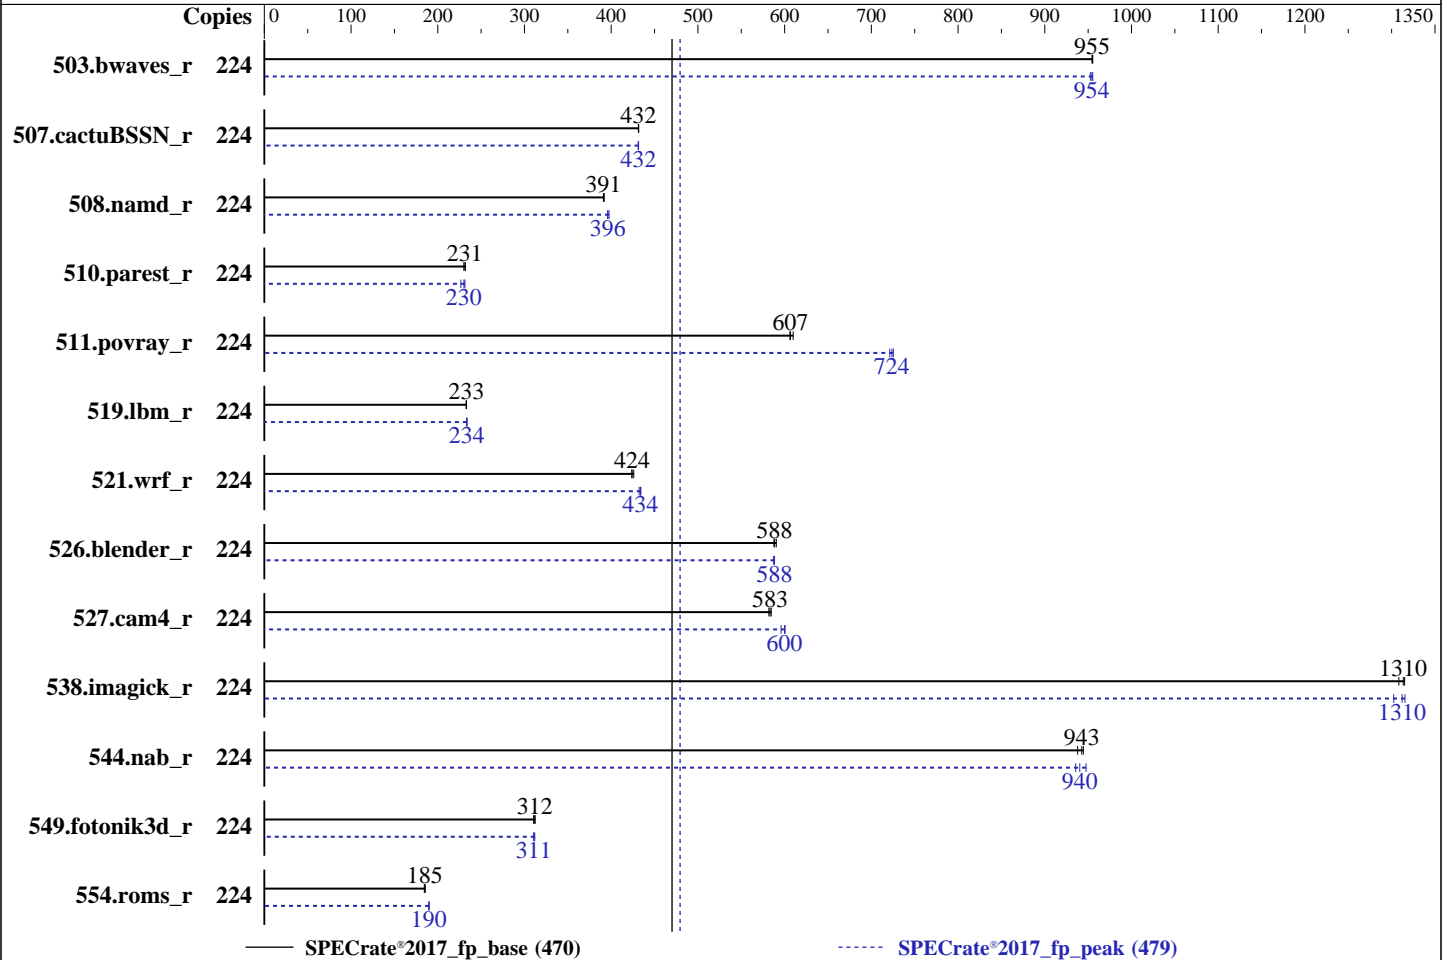 Copies 0 100 200 300 400 500 600 700 800 900 1000 1100 1200 1350
503.bwaves_r 224 955
954
507.cactuBSSN_r 224 432
432
508.namd_r 224 391
396
510.parest_r 224 231
230
511.povray_r 224 607
724
519.lbm_r 224 233
234
521.wrf_r 224 424
434
526.blender_r 224 588
588
527.cam4_r 224 583
600
538.imagick_r 224 1310
1310
544.nab_r 224 943
940
549.fotonik3d_r 224 312
311
554.roms_r 224 185
190
SPECrate®2017_fp_base (470) SPECrate®2017_fp_peak (479)